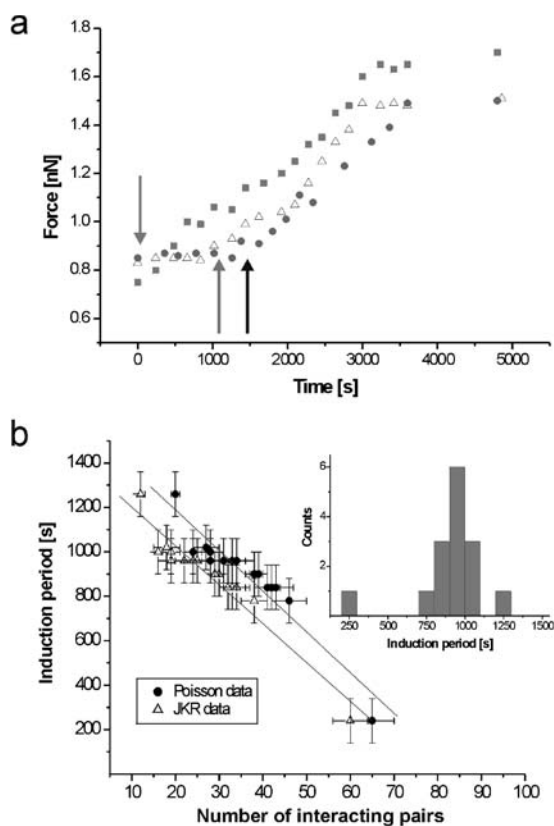 a
1.8
1.6
1.4
1.2
1.0
0.8
0.6
Force [nN]
0 1000 2000 3000 4000 5000
Time [s]
b
1400
1200
1000
800
600
400
200
Induction period [s]
Poisson data
JKR data
10 20 30 40 50 60 70 80 90 100
Number of interacting pairs
6
4
2
Counts
250 500 750 1000 1250 1500
Induction period [s]